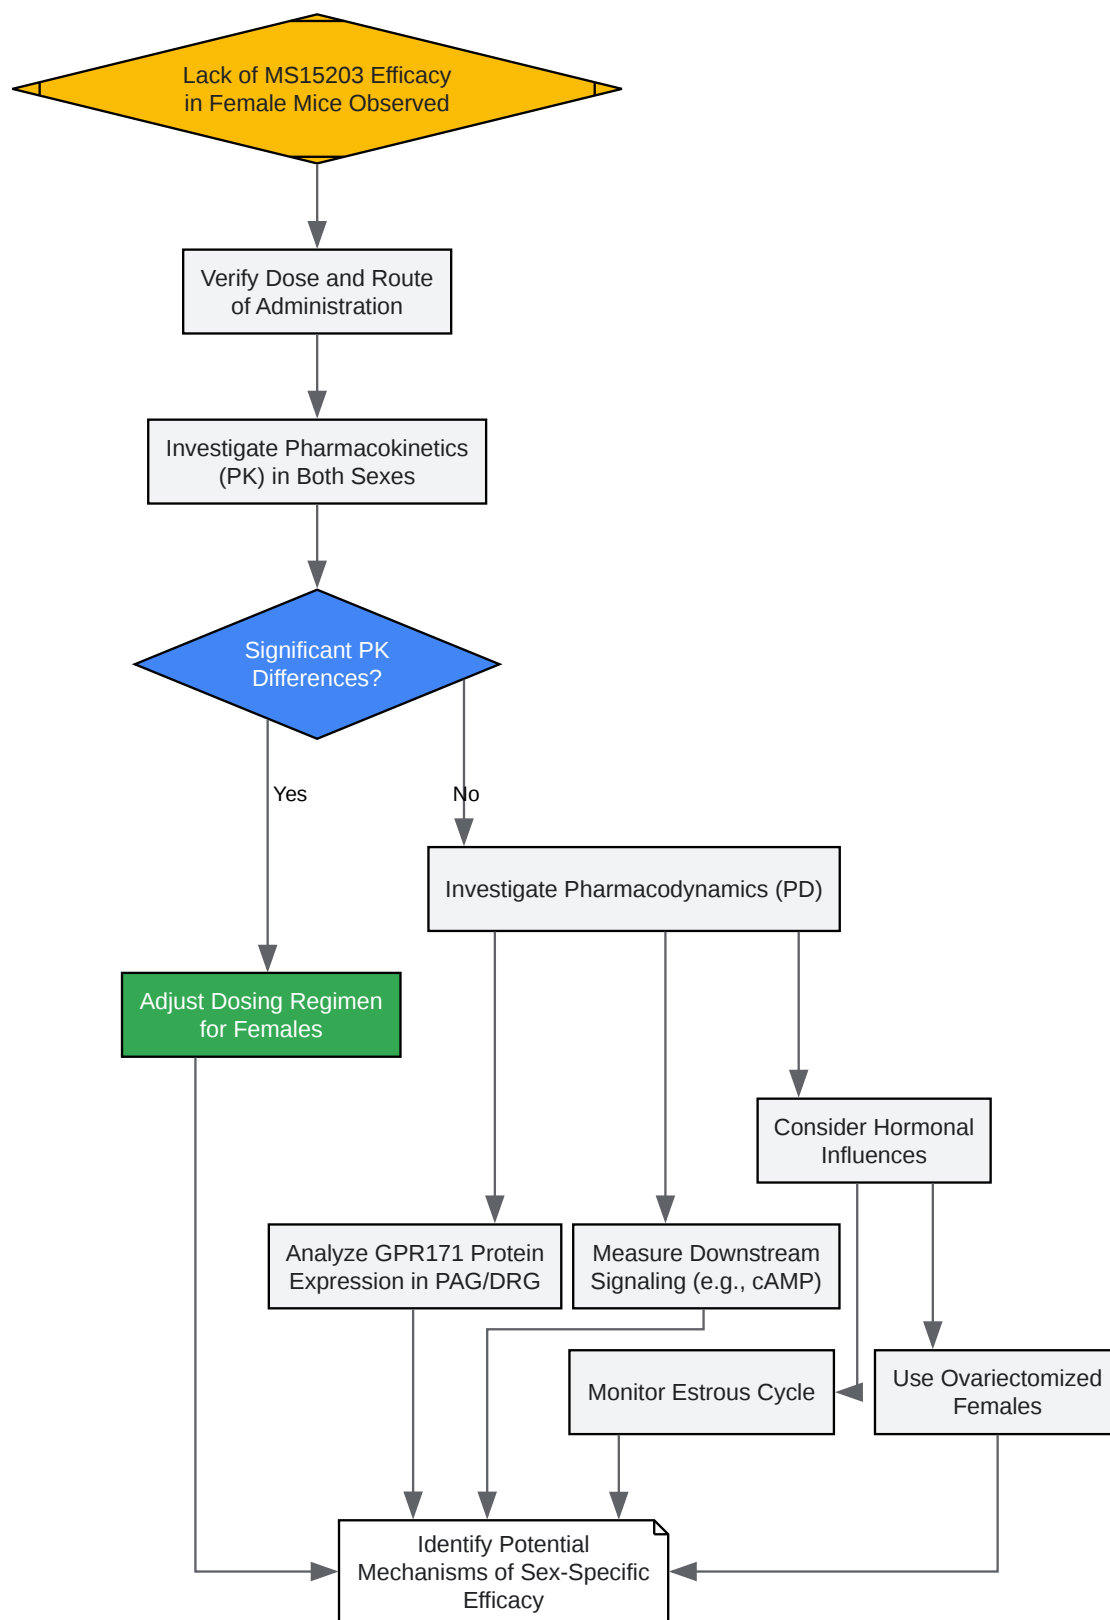 Lack of MS15203 Efficacy
in Female Mice Observed
Verify Dose and Route
of Administration
Investigate Pharmacokinetics
(PK) in Both Sexes
Significant PK
Differences?
Yes
No
Investigate Pharmacodynamics (PD)
Adjust Dosing Regimen
for Females
Consider Hormonal
Influences
Analyze GPR171 Protein
Expression in PAG/DRG
Measure Downstream
Signaling (e.g., cAMP)
Monitor Estrous Cycle
Use Ovariectomized
Females
Identify Potential
Mechanisms of Sex-Specific
Efficacy